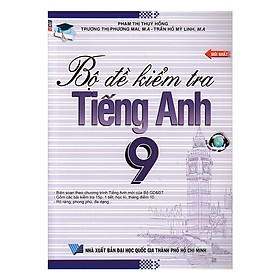 PHẠM THỊ THÚY HỒNG
TRƯƠNG THỊ PHƯƠNG MAI, M.A - TRẦN HỒ MỸ LINH, M.A
MỚI NHẤT
Bộ đề kiểm tra
Tiếng Anh
9
- Biên soạn theo chương trình Tiếng Anh mới của Bộ GD&ĐT
- Gồm các bài kiểm tra 15p, 1 tiết, học kì, thang điểm 10.
- Rõ ràng, phong phú, đa dạng...
NHÀ XUẤT BẢN ĐẠI HỌC QUỐC GIA THÀNH PHỐ HỒ CHÍ MINH